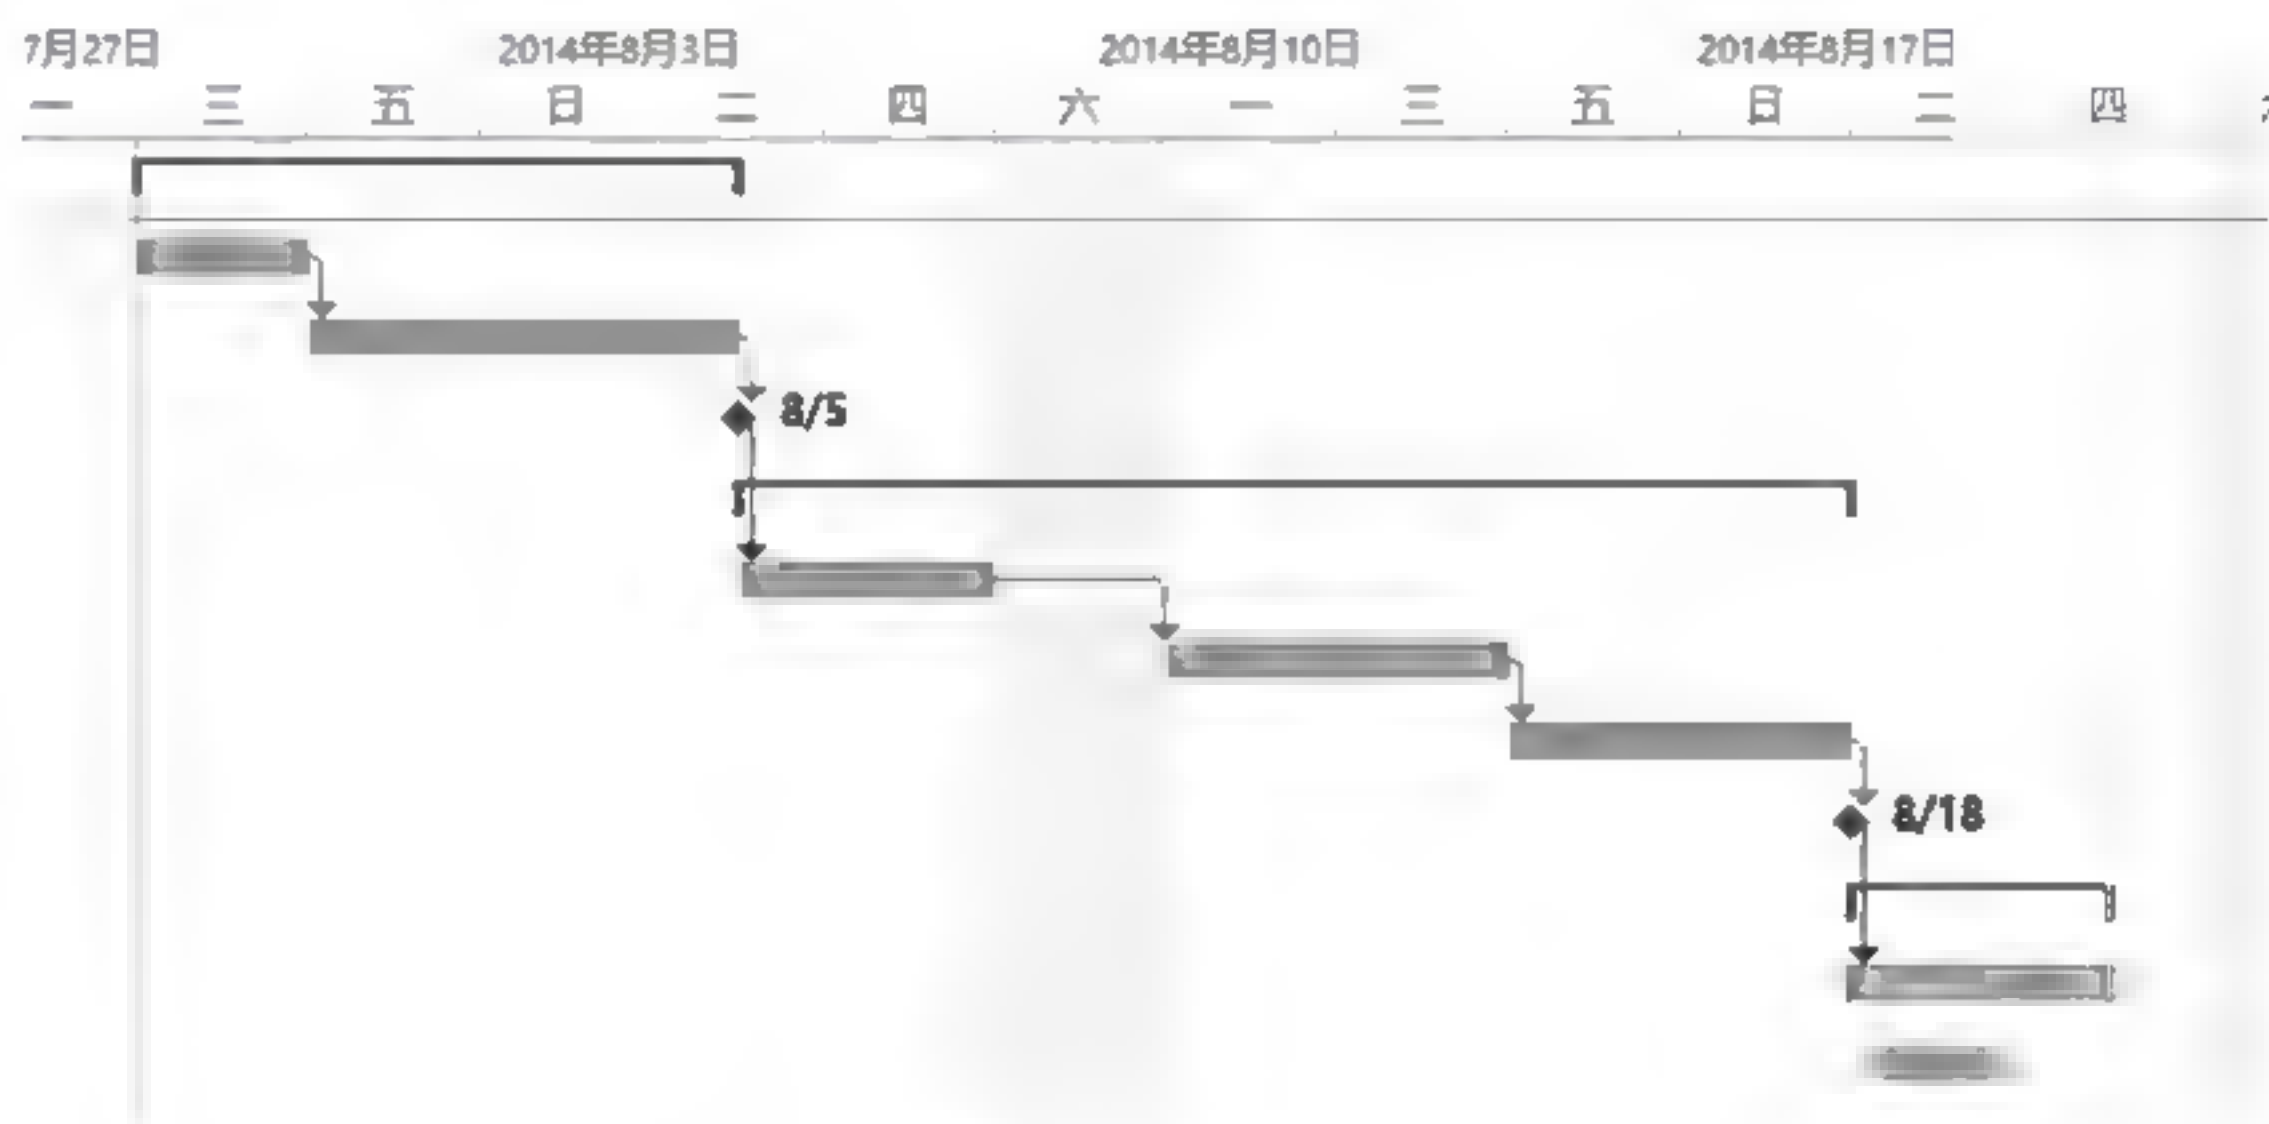 7月27日 2014年8月3日 2014年8月10日 2014年8月17日
一 三 五 日 二 四 六 一 三 五 日 二 四
8/5
8/18